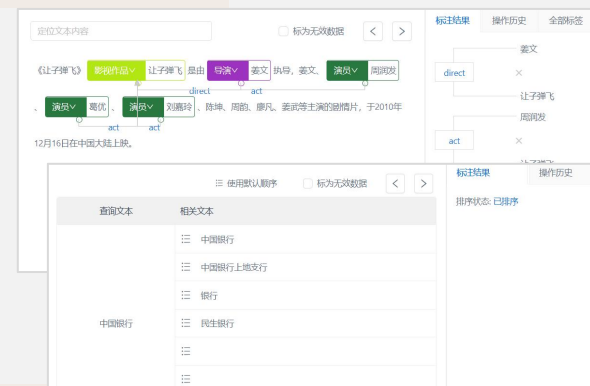 定位文本内容
标为无效数据
标注结果 操作历史 全部标签
《让子弹飞》 影视作品 让子弹飞 是由 导演 姜文 执导，姜文、 演员 周润发
direct act
、 演员 葛优 、 演员 刘嘉玲 、陈坤、周韵、廖凡、姜武等主演的剧情片，于2010年
act act
12月16日在中国大陆上映。
姜文
direct
让子弹飞
周润发
act
使用默认顺序 标为无效数据
标注结果 操作历史
排序状态: 已排序
查询文本 相关文本
中国银行
中国银行
中国银行上地支行
银行
民生银行